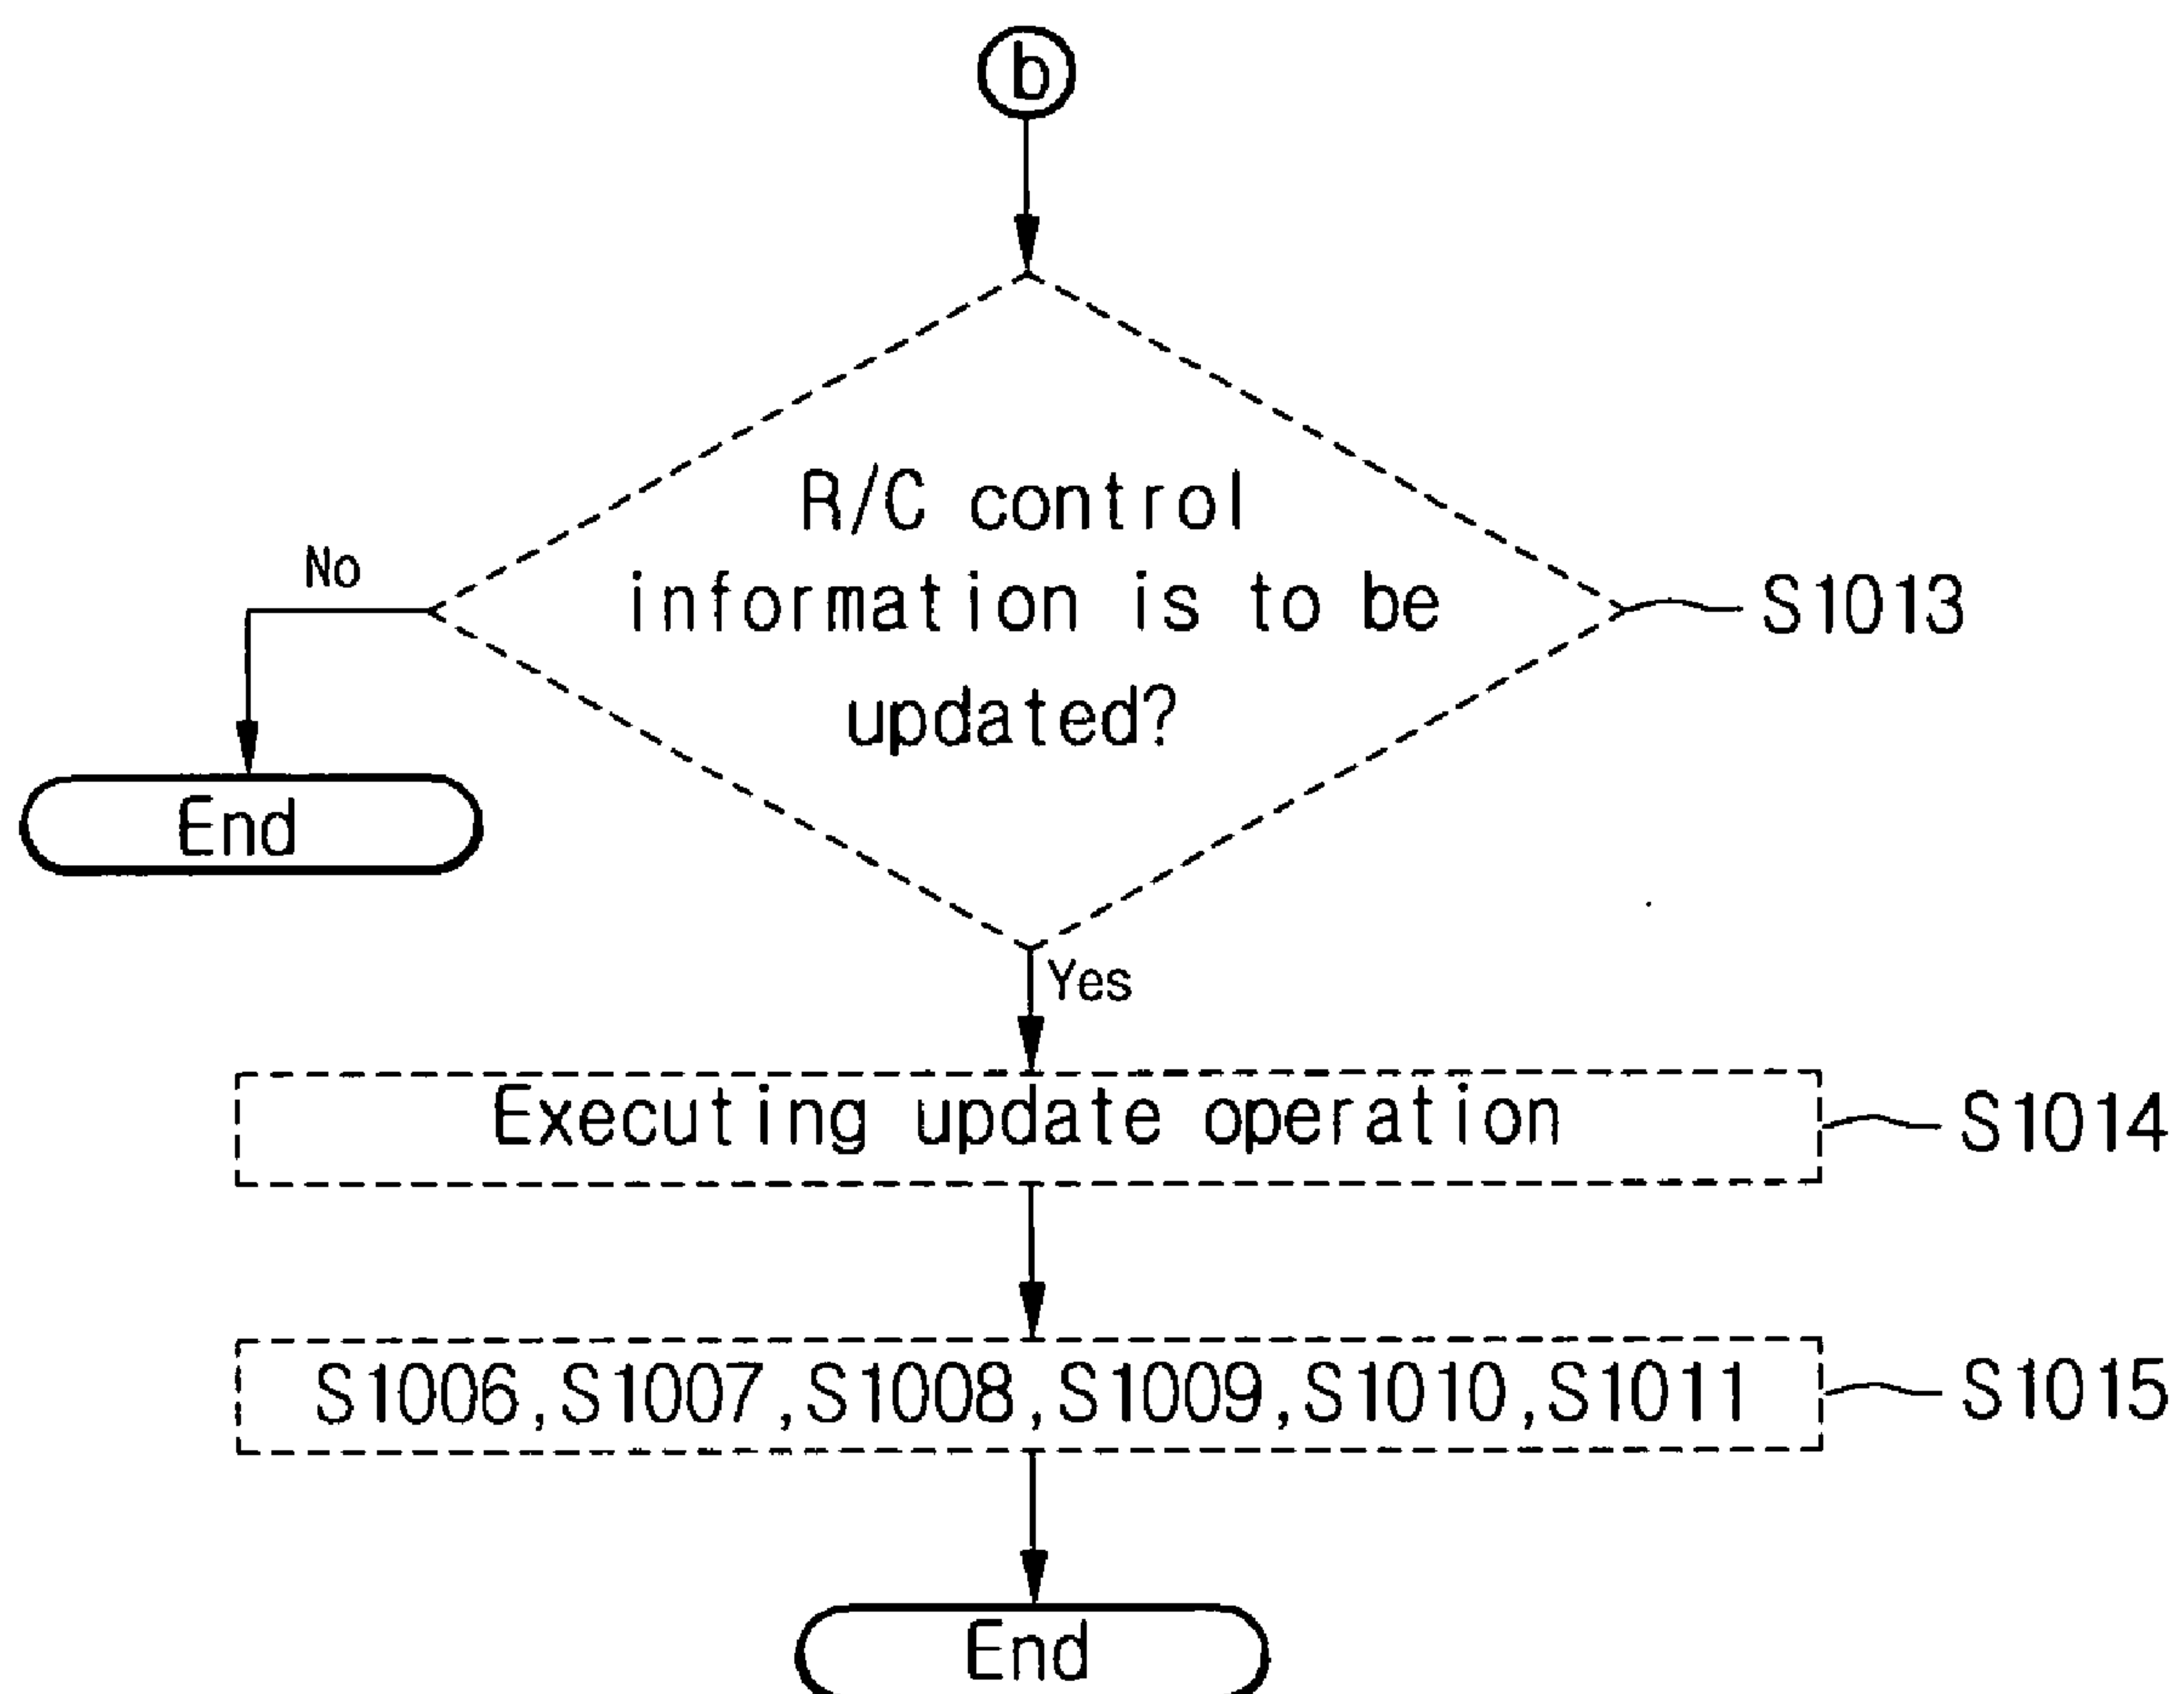 b
R/C control
information is to be
updated?
S1013
No
End
Yes
Executing update operation
S1014
S1006,S1007,S1008,S1009,S1010,S1011
S1015
End